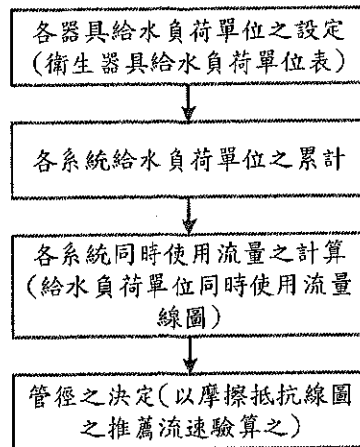 各器具給水負荷單位之設定
(衛生器具給水負荷單位表)
各系統給水負荷單位之累計
各系統同時使用流量之計算
(給水負荷單位同時使用流量
線圖)
管徑之決定(以摩擦抵抗線圖
之推薦流速驗算之)